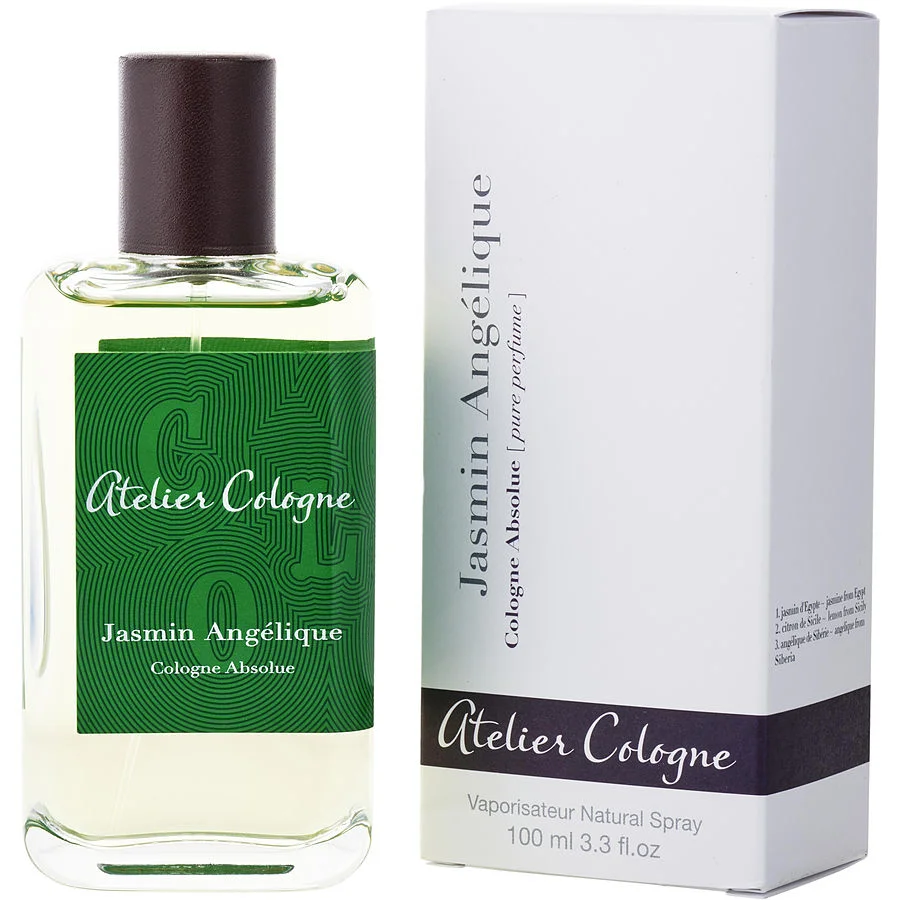 C
L
O
Atelier Cologne
Jasmin Angélique
Cologne Absolue
Jasmin Angélique
Cologne Absolue [ pure perfume ]
1. jasmin d'Egypte – jasmine from Egypt
2. citron de Sicile – lemon from Sicily
3. angélique de Sibérie – angelique from
Siberia
Atelier Cologne
Vaporisateur Natural Spray
100 ml 3.3 fl.oz